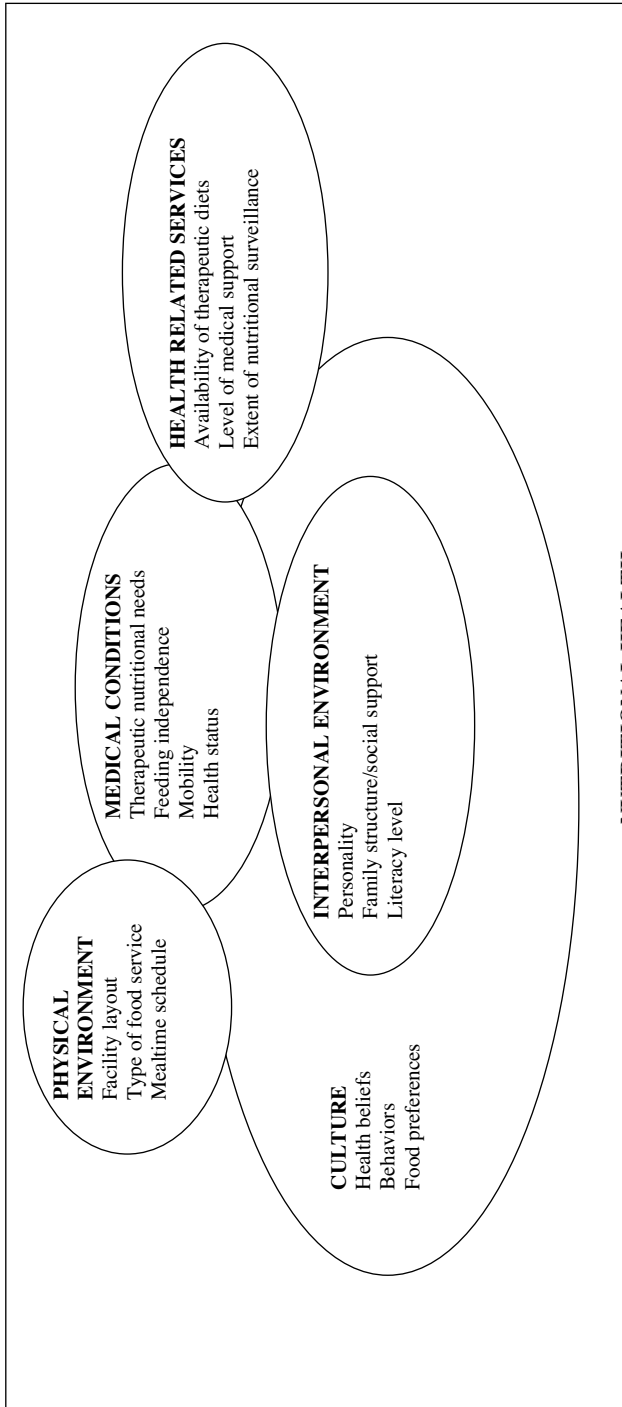 PHYSICAL
ENVIRONMENT
Facility layout
Type of food service
Mealtime schedule
MEDICAL CONDITIONS
Therapeutic nutritional needs
Feeding independence
Mobility
Health status
HEALTH RELATED SERVICES
Availability of therapeutic diets
Level of medical support
Extent of nutritional surveillance
CULTURE
Health beliefs
Behaviors
Food preferences
INTERPERSONAL ENVIRONMENT
Personality
Family structure/social support
Literacy level